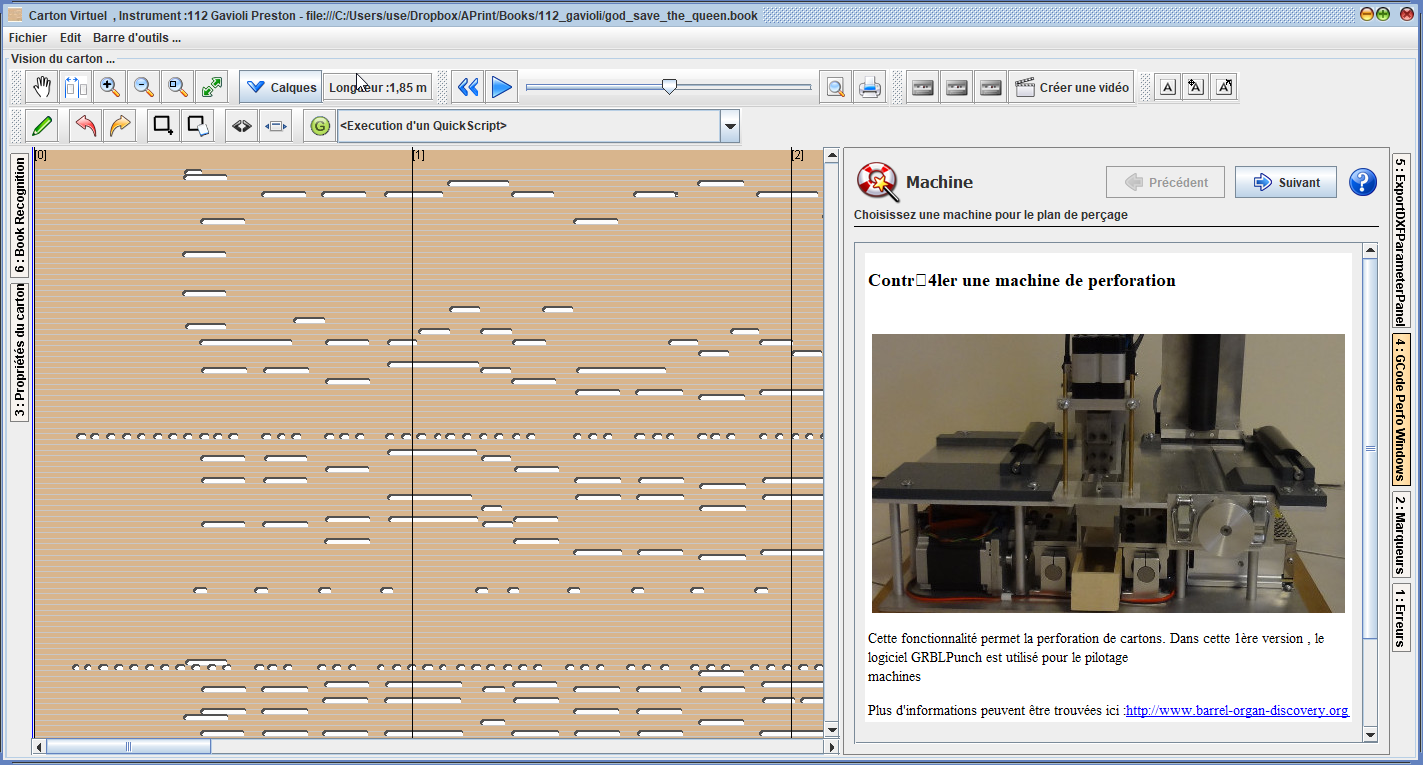 Carton Virtuel , Instrument :112 Gavioli Preston - file:///C:/Users/use/Dropbox/APrint/Books/112_gavioli/god_save_the_queen.book
Fichier Edit Barre d'outils ...
Vision du carton ...
Calques Longueur :1,85 m Créer une vidéo A A A
G <Execution d'un QuickScript>
[0] [1] [2]
6 : Book Recognition
3 : Propriétés du carton
Machine Précédent Suivant ?
Choisissez une machine pour le plan de perçage
Contr□4ler une machine de perforation
Cette fonctionnalité permet la perforation de cartons. Dans cette 1ère version , le
logiciel GRBLPunch est utilisé pour le pilotage
machines
Plus d'informations peuvent être trouvées ici :http://www.barrel-organ-discovery.org
5 : ExportDXFParameterPanel
4 : GCode Perfo Windows
2 : Marqueurs
1 : Erreurs